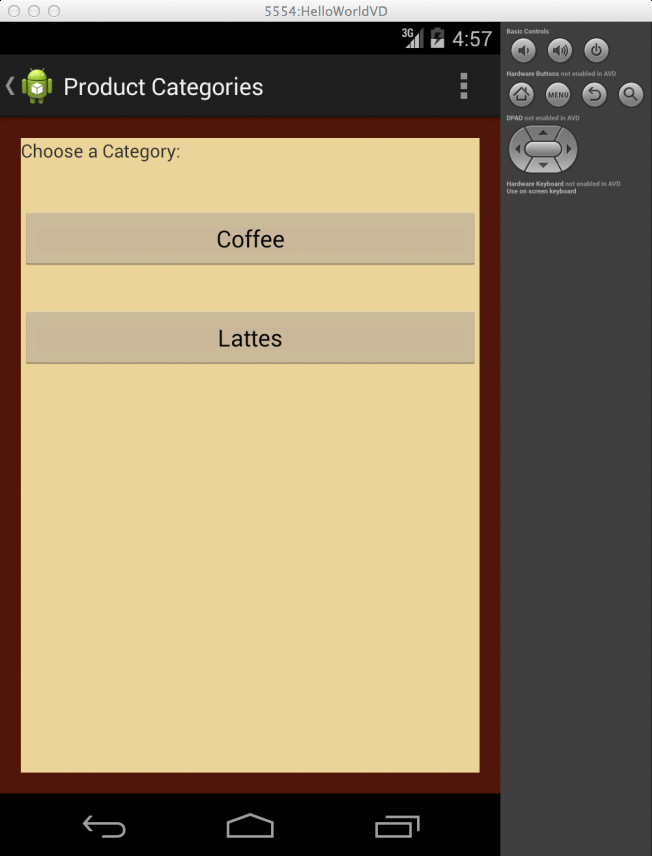 5554:HelloWorldVD
3G 4:57
Product Categories
Choose a Category:
Coffee
Lattes
Basic Controls
Hardware Buttons not enabled in AVD
MENU
DPAD not enabled in AVD
Hardware Keyboard not enabled in AVD
Use on screen keyboard